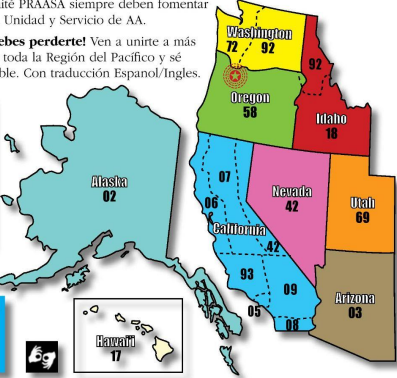 ité PRAASA siempre deben fomentar
Unidad y Servicio de AA.
ebes perderte! Ven a unirte a más
toda la Región del Pacífico y sé
ble. Con traducción Espanol/Ingles.
Washington
72 92
92
Oregon
58
Idaho
18
Alaska
02
07
Nevada
42
Utah
69
06
California
42
93
09
Arizona
03
05
08
Hawai'i
17